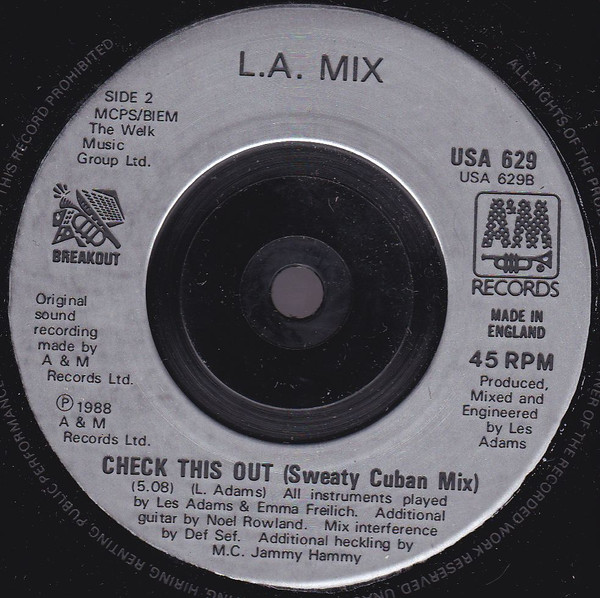 L.A. MIX
SIDE 2
MCPS/BIEM
The Welk
Music
Group Ltd.
BREAKOUT
Original
sound
recording
made by
A & M
Records Ltd.
℗ 1988
A & M
Records Ltd.
USA 629
USA 629B
A&M
RECORDS
MADE IN
ENGLAND
45 RPM
Produced,
Mixed and
Engineered
by Les
Adams
CHECK THIS OUT (Sweaty Cuban Mix)
(5.08) (L. Adams) All instruments played
by Les Adams & Emma Freilich. Additional
guitar by Noel Rowland. Mix interference
by Def Sef. Additional heckling by
M.C. Jammy Hammy
ALL RIGHTS OF THE
OF THE RECORDED WORK RESERVED.
HIRING, RENTING, PUBLIC PERFORMANCE
THIS RECORD PROHIBITED